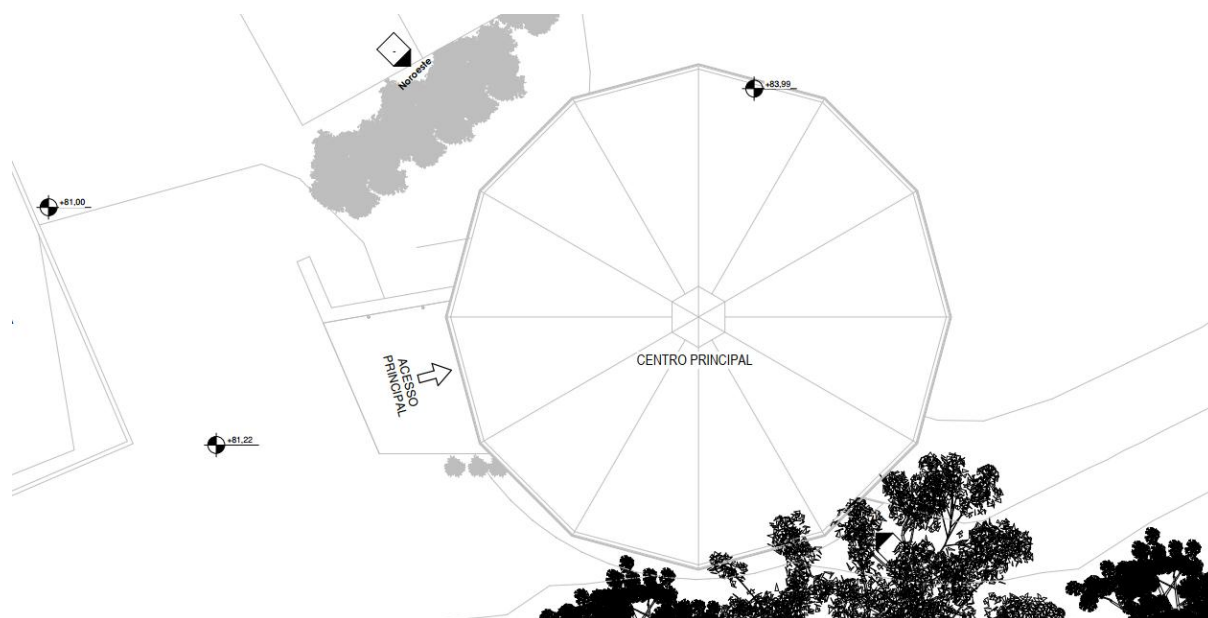 -
Noroeste
+83,99
+81,00
CENTRO PRINCIPAL
ACESSO
PRINCIPAL
+81,22